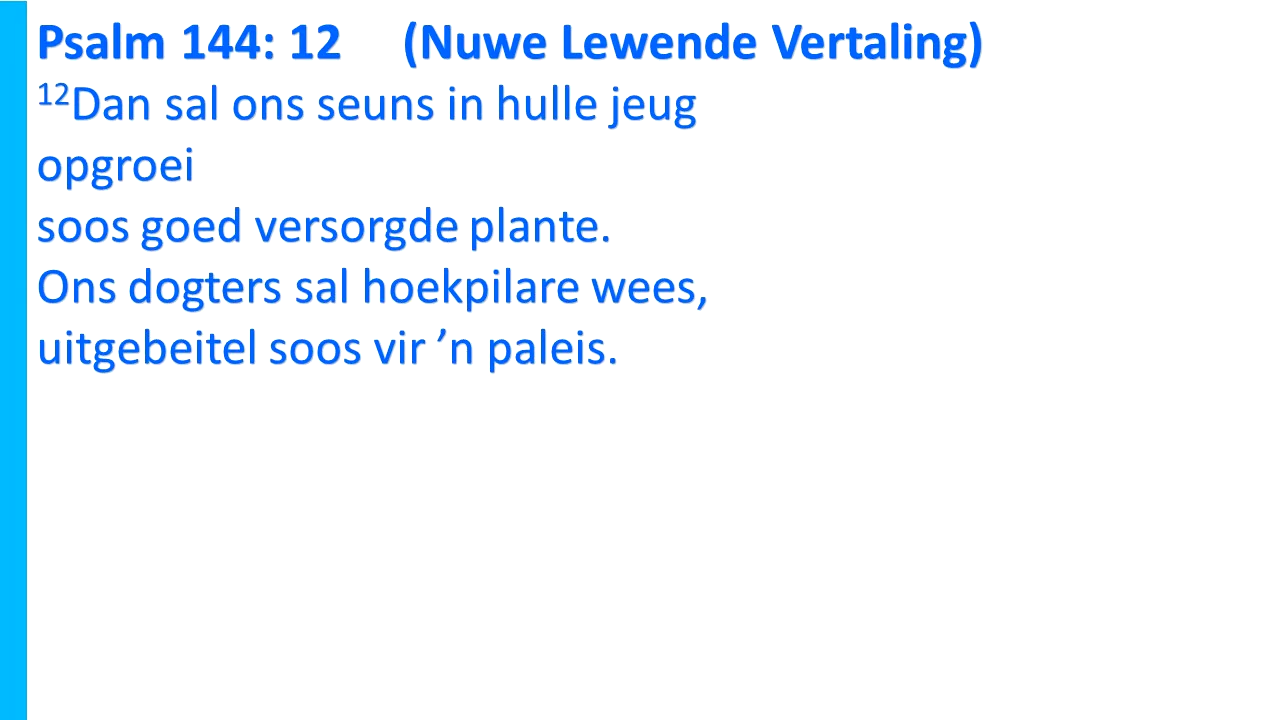 Psalm 144: 12 (Nuwe Lewende Vertaling)
12Dan sal ons seuns in hulle jeug
opgroei
soos goed versorgde plante.
Ons dogters sal hoekpilare wees,
uitgebeitel soos vir ’n paleis.